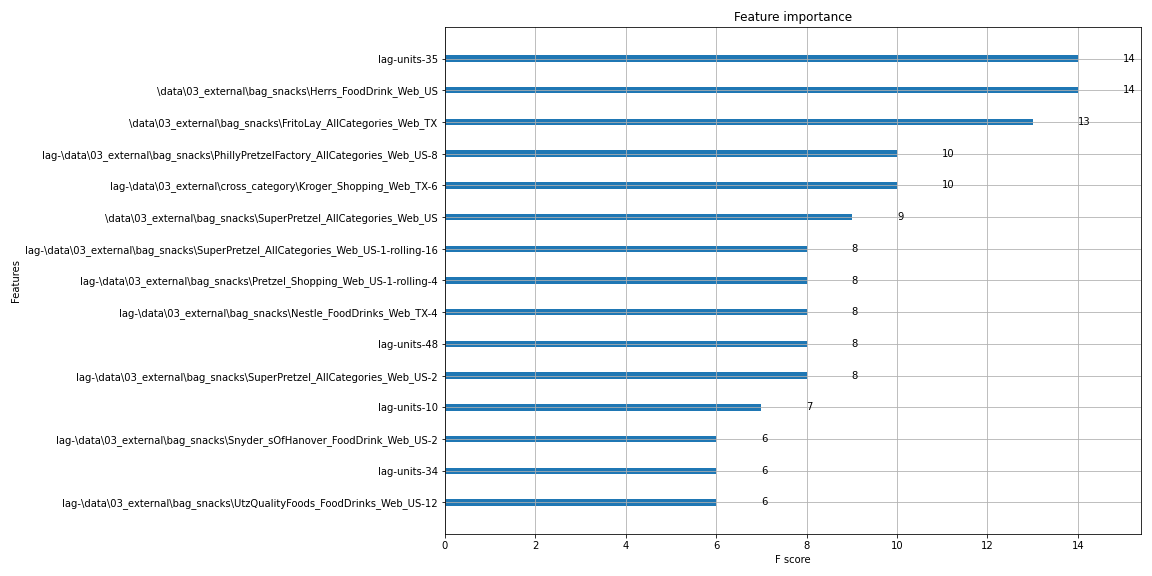 Feature importance
Features
lag-units-35 14
\data\03_external\bag_snacks\Herrs_FoodDrink_Web_US 14
\data\03_external\bag_snacks\FritoLay_AllCategories_Web_TX 13
lag-\data\03_external\bag_snacks\PhillyPretzelFactory_AllCategories_Web_US-8 10
lag-\data\03_external\cross_category\Kroger_Shopping_Web_TX-6 10
\data\03_external\bag_snacks\SuperPretzel_AllCategories_Web_US 9
lag-\data\03_external\bag_snacks\SuperPretzel_AllCategories_Web_US-1-rolling-16 8
lag-\data\03_external\bag_snacks\Pretzel_Shopping_Web_US-1-rolling-4 8
lag-\data\03_external\bag_snacks\Nestle_FoodDrinks_Web_TX-4 8
lag-units-48 8
lag-\data\03_external\bag_snacks\SuperPretzel_AllCategories_Web_US-2 8
lag-units-10 7
lag-\data\03_external\bag_snacks\Snyder_sOfHanover_FoodDrink_Web_US-2 6
lag-units-34 6
lag-\data\03_external\bag_snacks\UtzQualityFoods_FoodDrinks_Web_US-12 6
0 2 4 6 8 10 12 14
F score